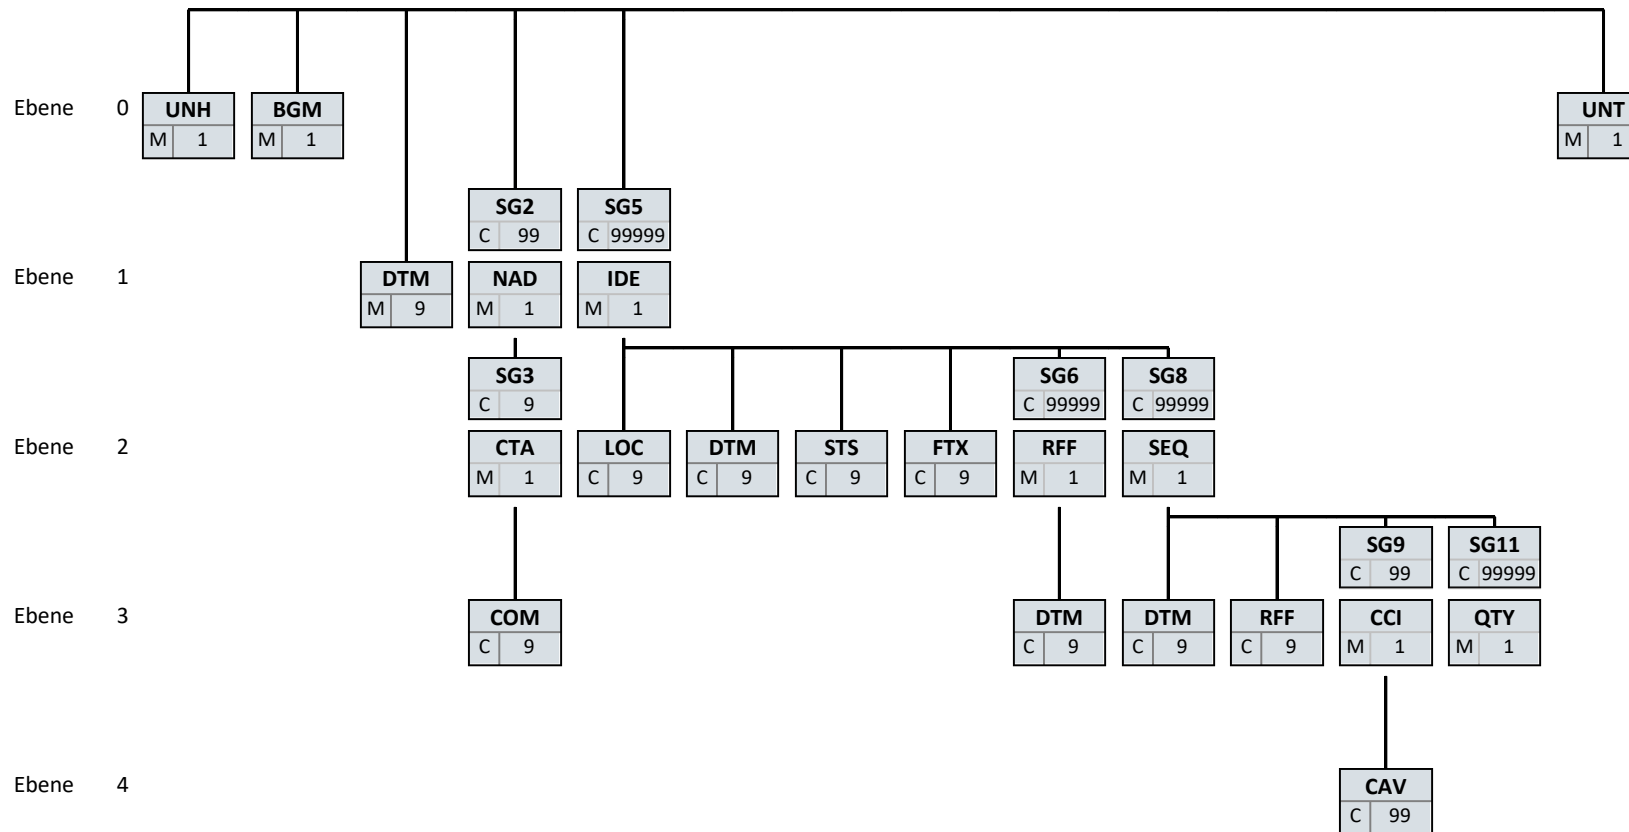 Ebene 0 UNH BGM UNT
M 1 M 1 M 1
SG2 SG5
C 99 C 99999
Ebene 1 DTM NAD IDE
M 9 M 1 M 1
SG3 SG6 SG8
C 9 C 99999 C 99999
Ebene 2 CTA LOC DTM STS FTX RFF SEQ
M 1 C 9 C 9 C 9 C 9 M 1 M 1
SG9 SG11
C 99 C 99999
Ebene 3 COM DTM DTM RFF CCI QTY
C 9 C 9 C 9 C 9 M 1 M 1
Ebene 4 CAV
C 99